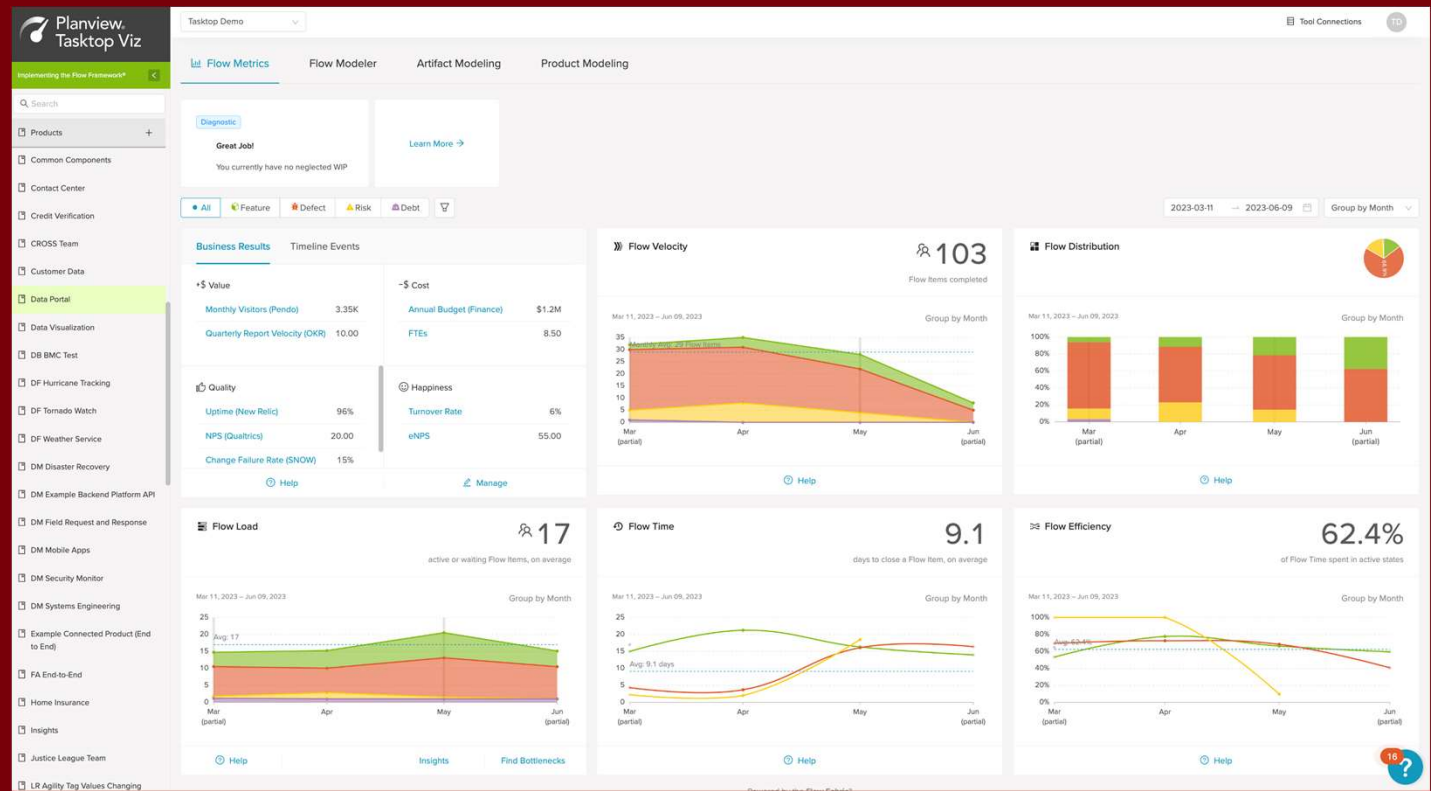 Planview.
Tasktop Viz
Implementing the Flow Framework®
Search
Products
Common Components
Contact Center
Credit Verification
CROSS Team
Customer Data
Data Portal
Data Visualization
DB BMC Test
DF Hurricane Tracking
DF Tornado Watch
DF Weather Service
DM Disaster Recovery
DM Example Backend Platform API
DM Field Request and Response
DM Mobile Apps
DM Security Monitor
DM Systems Engineering
Example Connected Product (End
to End)
FA End-to-End
Home Insurance
Insights
Justice League Team
LR Agility Tag Values Changing
Tasktop Demo
Tool Connections
TD
Flow Metrics Flow Modeler Artifact Modeling Product Modeling
Diagnostic
Great Job!
You currently have no neglected WIP
Learn More →
All Feature Defect Risk Debt
2023-03-11 → 2023-06-09 Group by Month
Business Results Timeline Events
+$ Value
Monthly Visitors (Pendo) 3.35K
Quarterly Report Velocity (OKR) 10.00
-$ Cost
Annual Budget (Finance) $1.2M
FTEs 8.50
Quality
Uptime (New Relic) 96%
NPS (Qualtrics) 20.00
Change Failure Rate (SNOW) 15%
Happiness
Turnover Rate 6%
eNPS 55.00
Help Manage
Flow Velocity
103
Flow Items completed
Mar 11, 2023 – Jun 09, 2023 Group by Month
35
Monthly Avg: 29 Flow Items
30
25
20
15
10
5
0
Mar Apr May Jun
(partial) (partial)
Help
Flow Distribution
Mar 11, 2023 – Jun 09, 2023 Group by Month
100%
80%
60%
40%
20%
0%
Mar Apr May Jun
(partial) (partial)
Help
Flow Load
17
active or waiting Flow Items, on average
Mar 11, 2023 – Jun 09, 2023 Group by Month
25
20
Avg: 17
15
10
5
0
Mar Apr May Jun
(partial) (partial)
Help Insights Find Bottlenecks
Flow Time
9.1
days to close a Flow Item, on average
Mar 11, 2023 – Jun 09, 2023 Group by Month
25
20
15
10 Avg: 9.1 days
5
0
Mar Apr May Jun
(partial) (partial)
Help
Flow Efficiency
62.4%
of Flow Time spent in active states
Mar 11, 2023 – Jun 09, 2023 Group by Month
100%
80%
Avg: 62.4%
60%
40%
20%
0%
Mar Apr May Jun
(partial) (partial)
Help
16
?